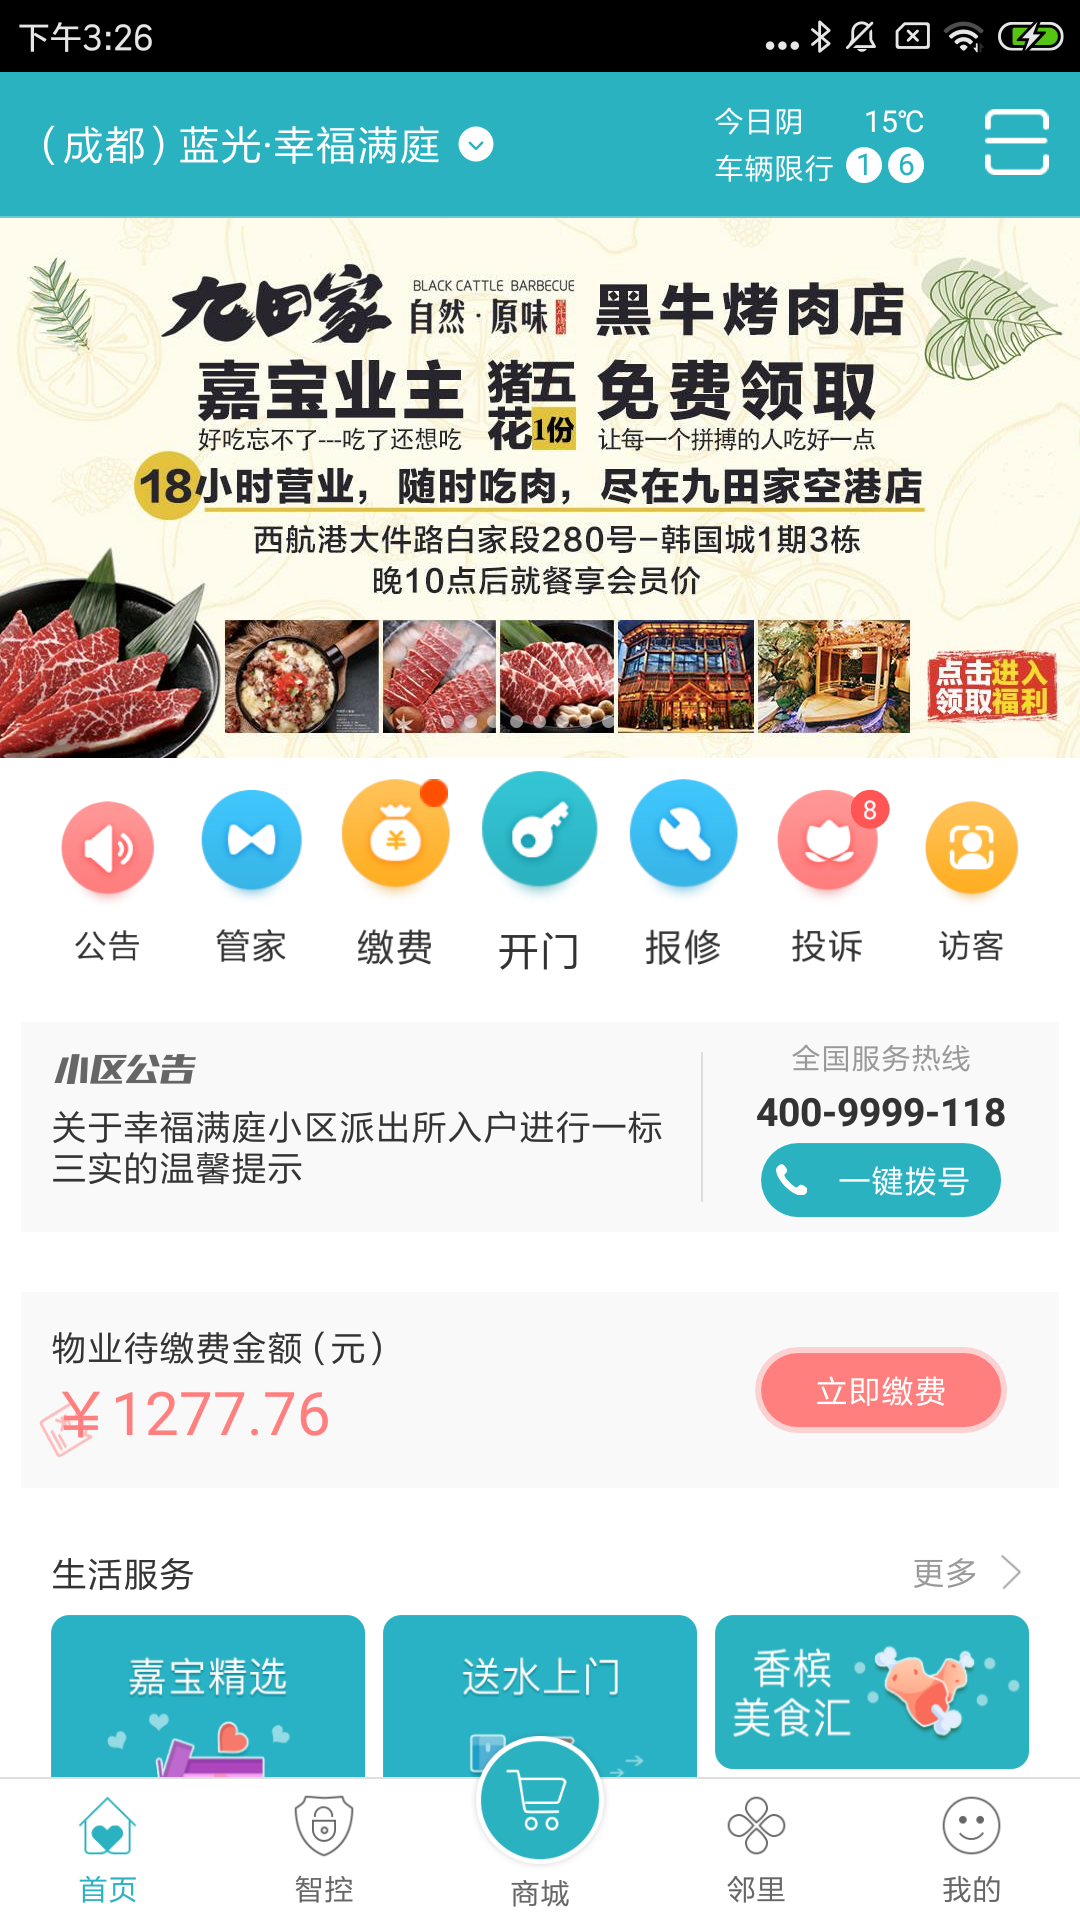 下午3:26
（成都）蓝光·幸福满庭
今日阴 15℃
车辆限行 1 6
九田家
BLACK CATTLE BARBECUE
自然·原味
黑牛烤肉店
嘉宝业主 猪五花1份 免费领取
好吃忘不了---吃了还想吃
让每一个拼搏的人吃好一点
18小时营业，随时吃肉，尽在九田家空港店
西航港大件路白家段280号-韩国城1期3栋
晚10点后就餐享会员价
点击进入
领取福利
8
公告 管家 缴费 开门 报修 投诉 访客
小区公告
关于幸福满庭小区派出所入户进行一标
三实的温馨提示
全国服务热线
400-9999-118
一键拨号
物业待缴费金额（元）
¥1277.76
立即缴费
生活服务
更多
嘉宝精选
送水上门
香槟
美食汇
首页 智控 商城 邻里 我的